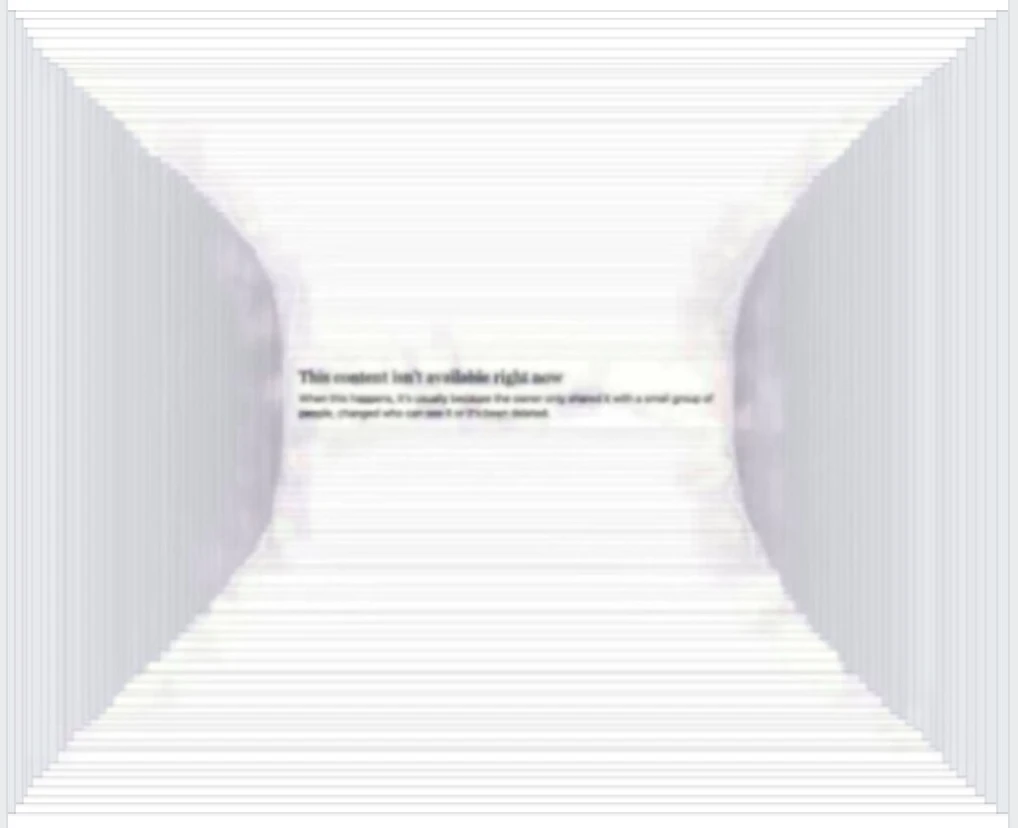 This content isn't available right now
When this happens, it's usually because the owner only shared it with a small group of
people, changed who can see it or it's been deleted.